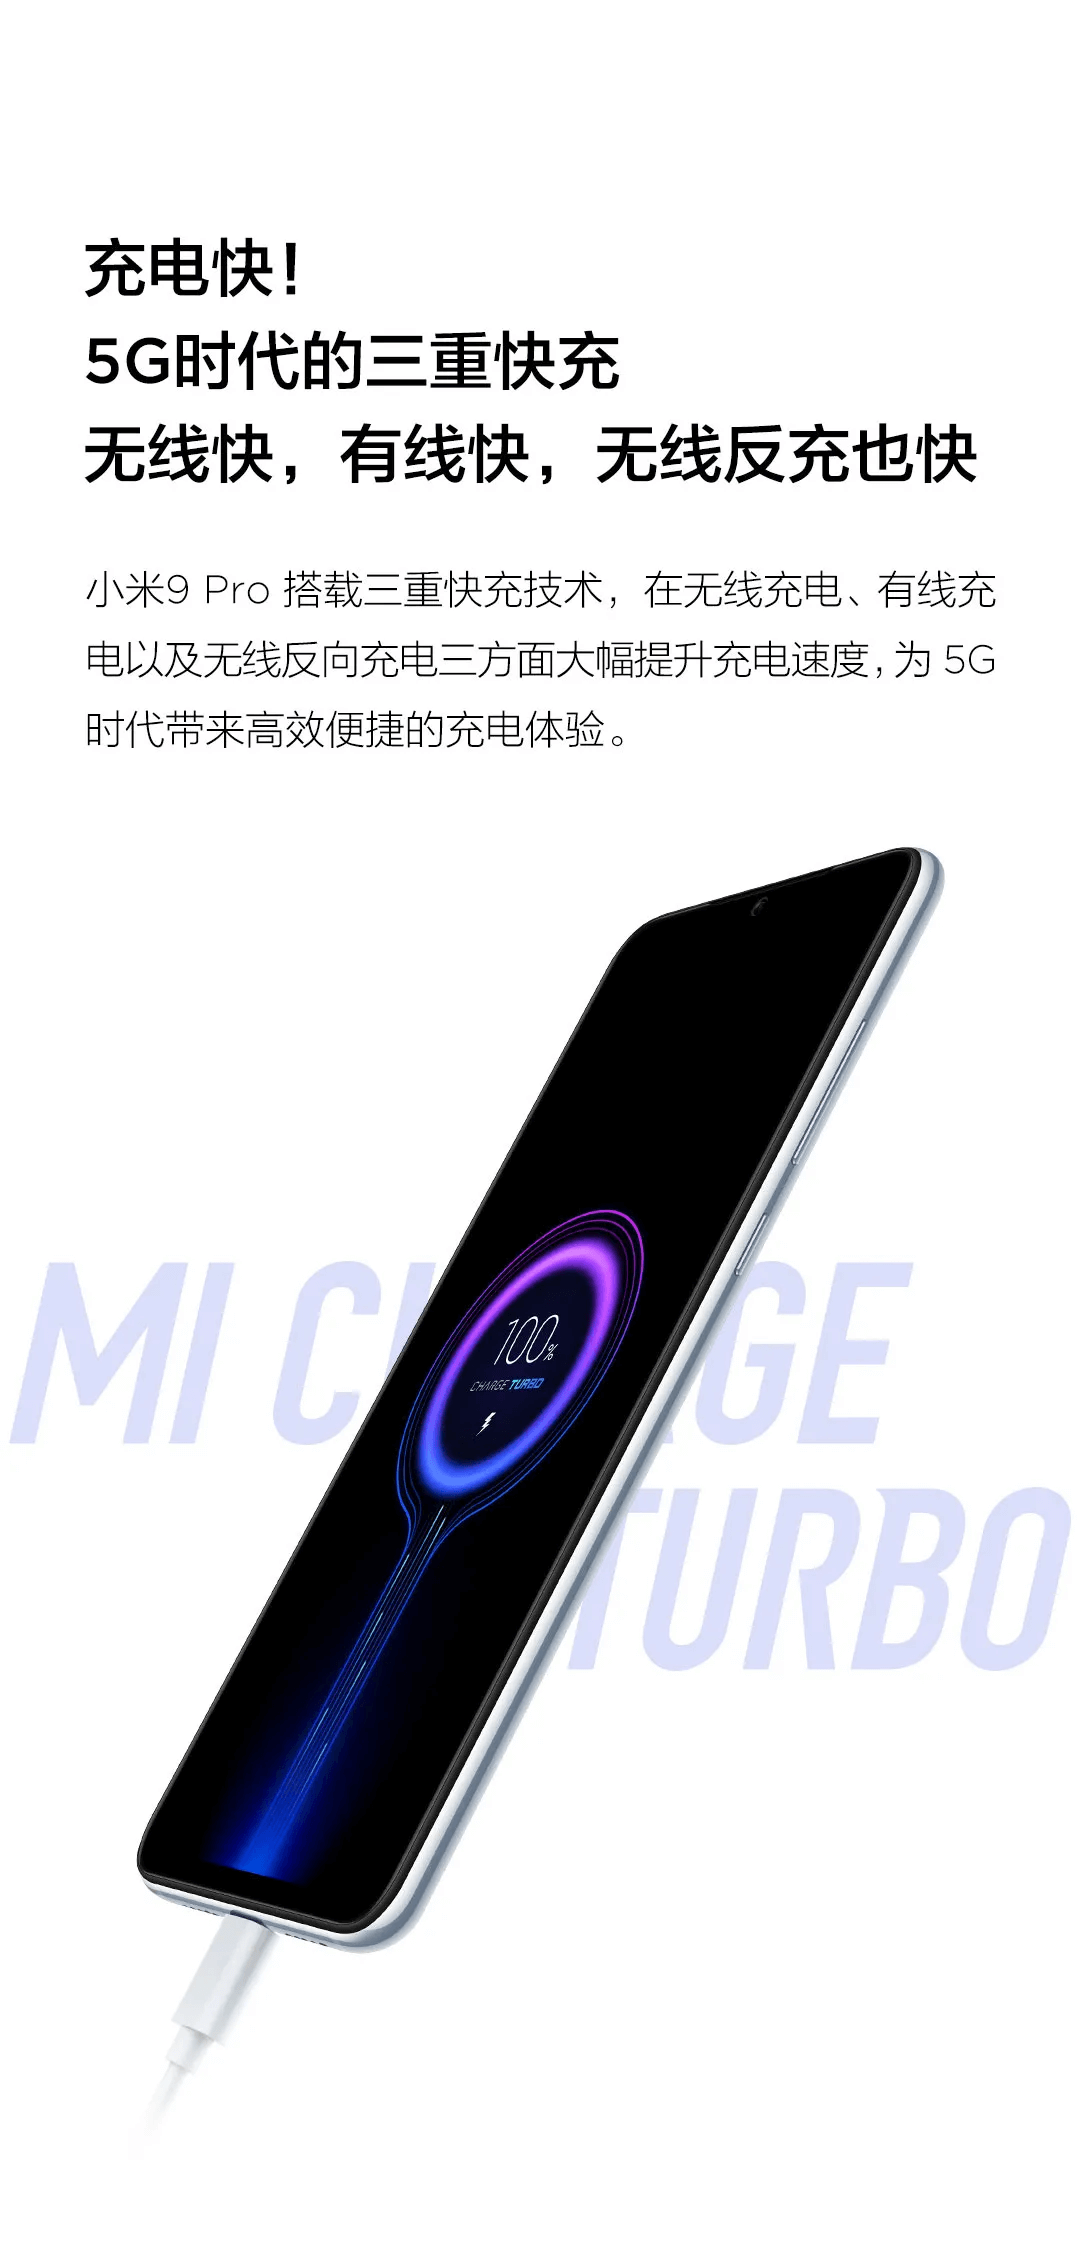 充电快！
5G时代的三重快充
无线快，有线快，无线反充也快
小米9 Pro 搭载三重快充技术，在无线充电、有线充
电以及无线反向充电三方面大幅提升充电速度，为 5G
时代带来高效便捷的充电体验。
100%
CHARGE TURBO
MI CHARGE
TURBO